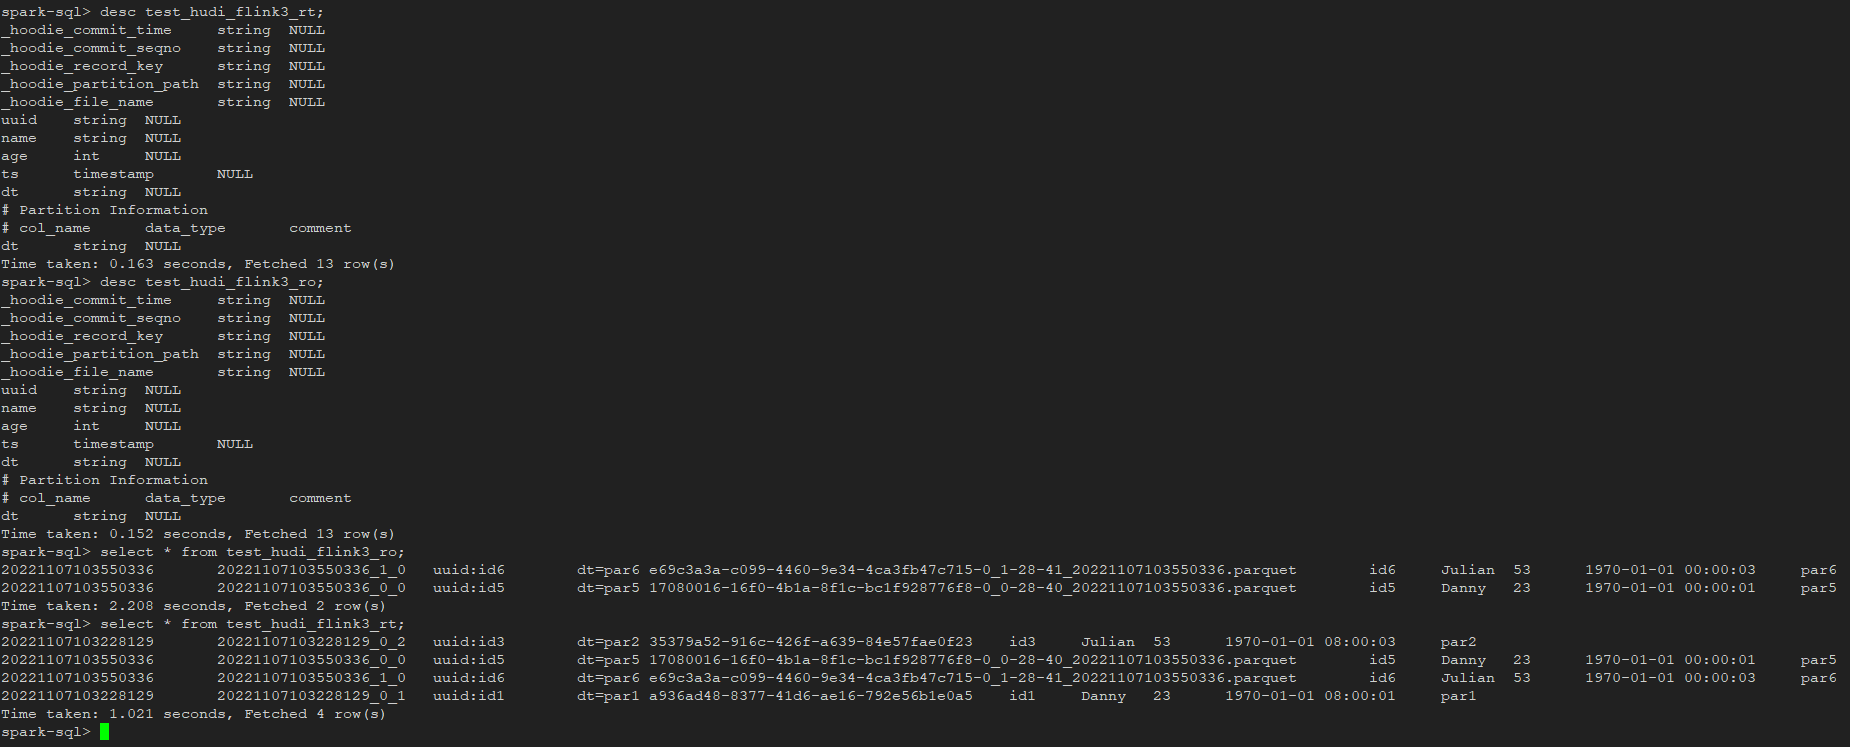 spark-sql> desc test_hudi_flink3_rt;
_hoodie_commit_time	string	NULL
_hoodie_commit_seqno	string	NULL
_hoodie_record_key	string	NULL
_hoodie_partition_path	string	NULL
_hoodie_file_name	string	NULL
uuid	string	NULL
name	string	NULL
age	int	NULL
ts	timestamp	NULL
dt	string	NULL
# Partition Information
# col_name	data_type	comment
dt	string	NULL
Time taken: 0.163 seconds, Fetched 13 row(s)
spark-sql> desc test_hudi_flink3_ro;
_hoodie_commit_time	string	NULL
_hoodie_commit_seqno	string	NULL
_hoodie_record_key	string	NULL
_hoodie_partition_path	string	NULL
_hoodie_file_name	string	NULL
uuid	string	NULL
name	string	NULL
age	int	NULL
ts	timestamp	NULL
dt	string	NULL
# Partition Information
# col_name	data_type	comment
dt	string	NULL
Time taken: 0.152 seconds, Fetched 13 row(s)
spark-sql> select * from test_hudi_flink3_ro;
20221107103550336	20221107103550336_1_0	uuid:id6	dt=par6	e69c3a3a-c099-4460-9e34-4ca3fb47c715-0_1-28-41_20221107103550336.parquet	id6	Julian	53	1970-01-01 00:00:03	par6
20221107103550336	20221107103550336_0_0	uuid:id5	dt=par5	17080016-16f0-4b1a-8f1c-bc1f928776f8-0_0-28-40_20221107103550336.parquet	id5	Danny	23	1970-01-01 00:00:01	par5
Time taken: 2.208 seconds, Fetched 2 row(s)
spark-sql> select * from test_hudi_flink3_rt;
20221107103228129	20221107103228129_0_2	uuid:id3	dt=par2	35379a52-916c-426f-a639-84e57fae0f23	id3	Julian	53	1970-01-01 08:00:03	par2
20221107103550336	20221107103550336_0_0	uuid:id5	dt=par5	17080016-16f0-4b1a-8f1c-bc1f928776f8-0_0-28-40_20221107103550336.parquet	id5	Danny	23	1970-01-01 00:00:01	par5
20221107103550336	20221107103550336_1_0	uuid:id6	dt=par6	e69c3a3a-c099-4460-9e34-4ca3fb47c715-0_1-28-41_20221107103550336.parquet	id6	Julian	53	1970-01-01 00:00:03	par6
20221107103228129	20221107103228129_0_1	uuid:id1	dt=par1	a936ad48-8377-41d6-ae16-792e56b1e0a5	id1	Danny	23	1970-01-01 08:00:01	par1
Time taken: 1.021 seconds, Fetched 4 row(s)
spark-sql>